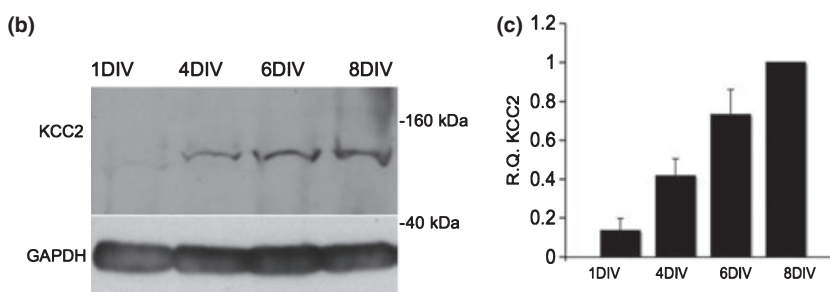 (b)
1DIV 4DIV 6DIV 8DIV
KCC2
-160 kDa
-40 kDa
GAPDH
(c)
R.Q. KCC2
1.2
1
0.8
0.6
0.4
0.2
0
1DIV 4DIV 6DIV 8DIV